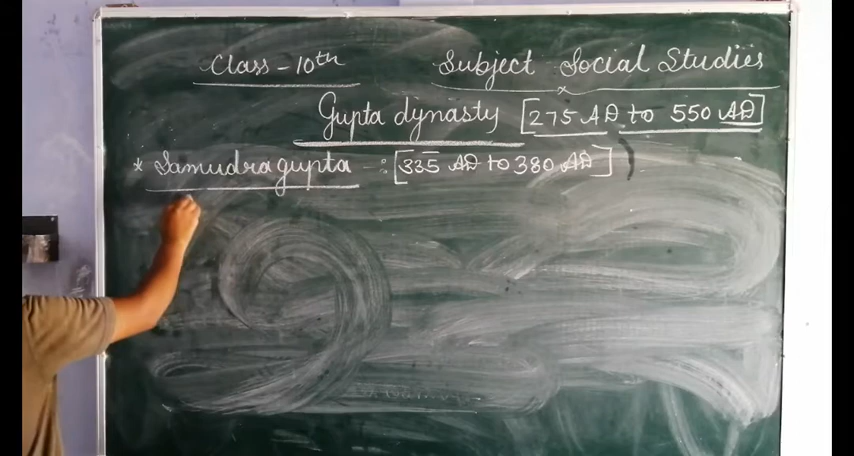 Class - 10th Subject Social Studies
Gupta dynasty [275 AD to 550 AD]
* Samudragupta -: [335 AD to 380 AD]